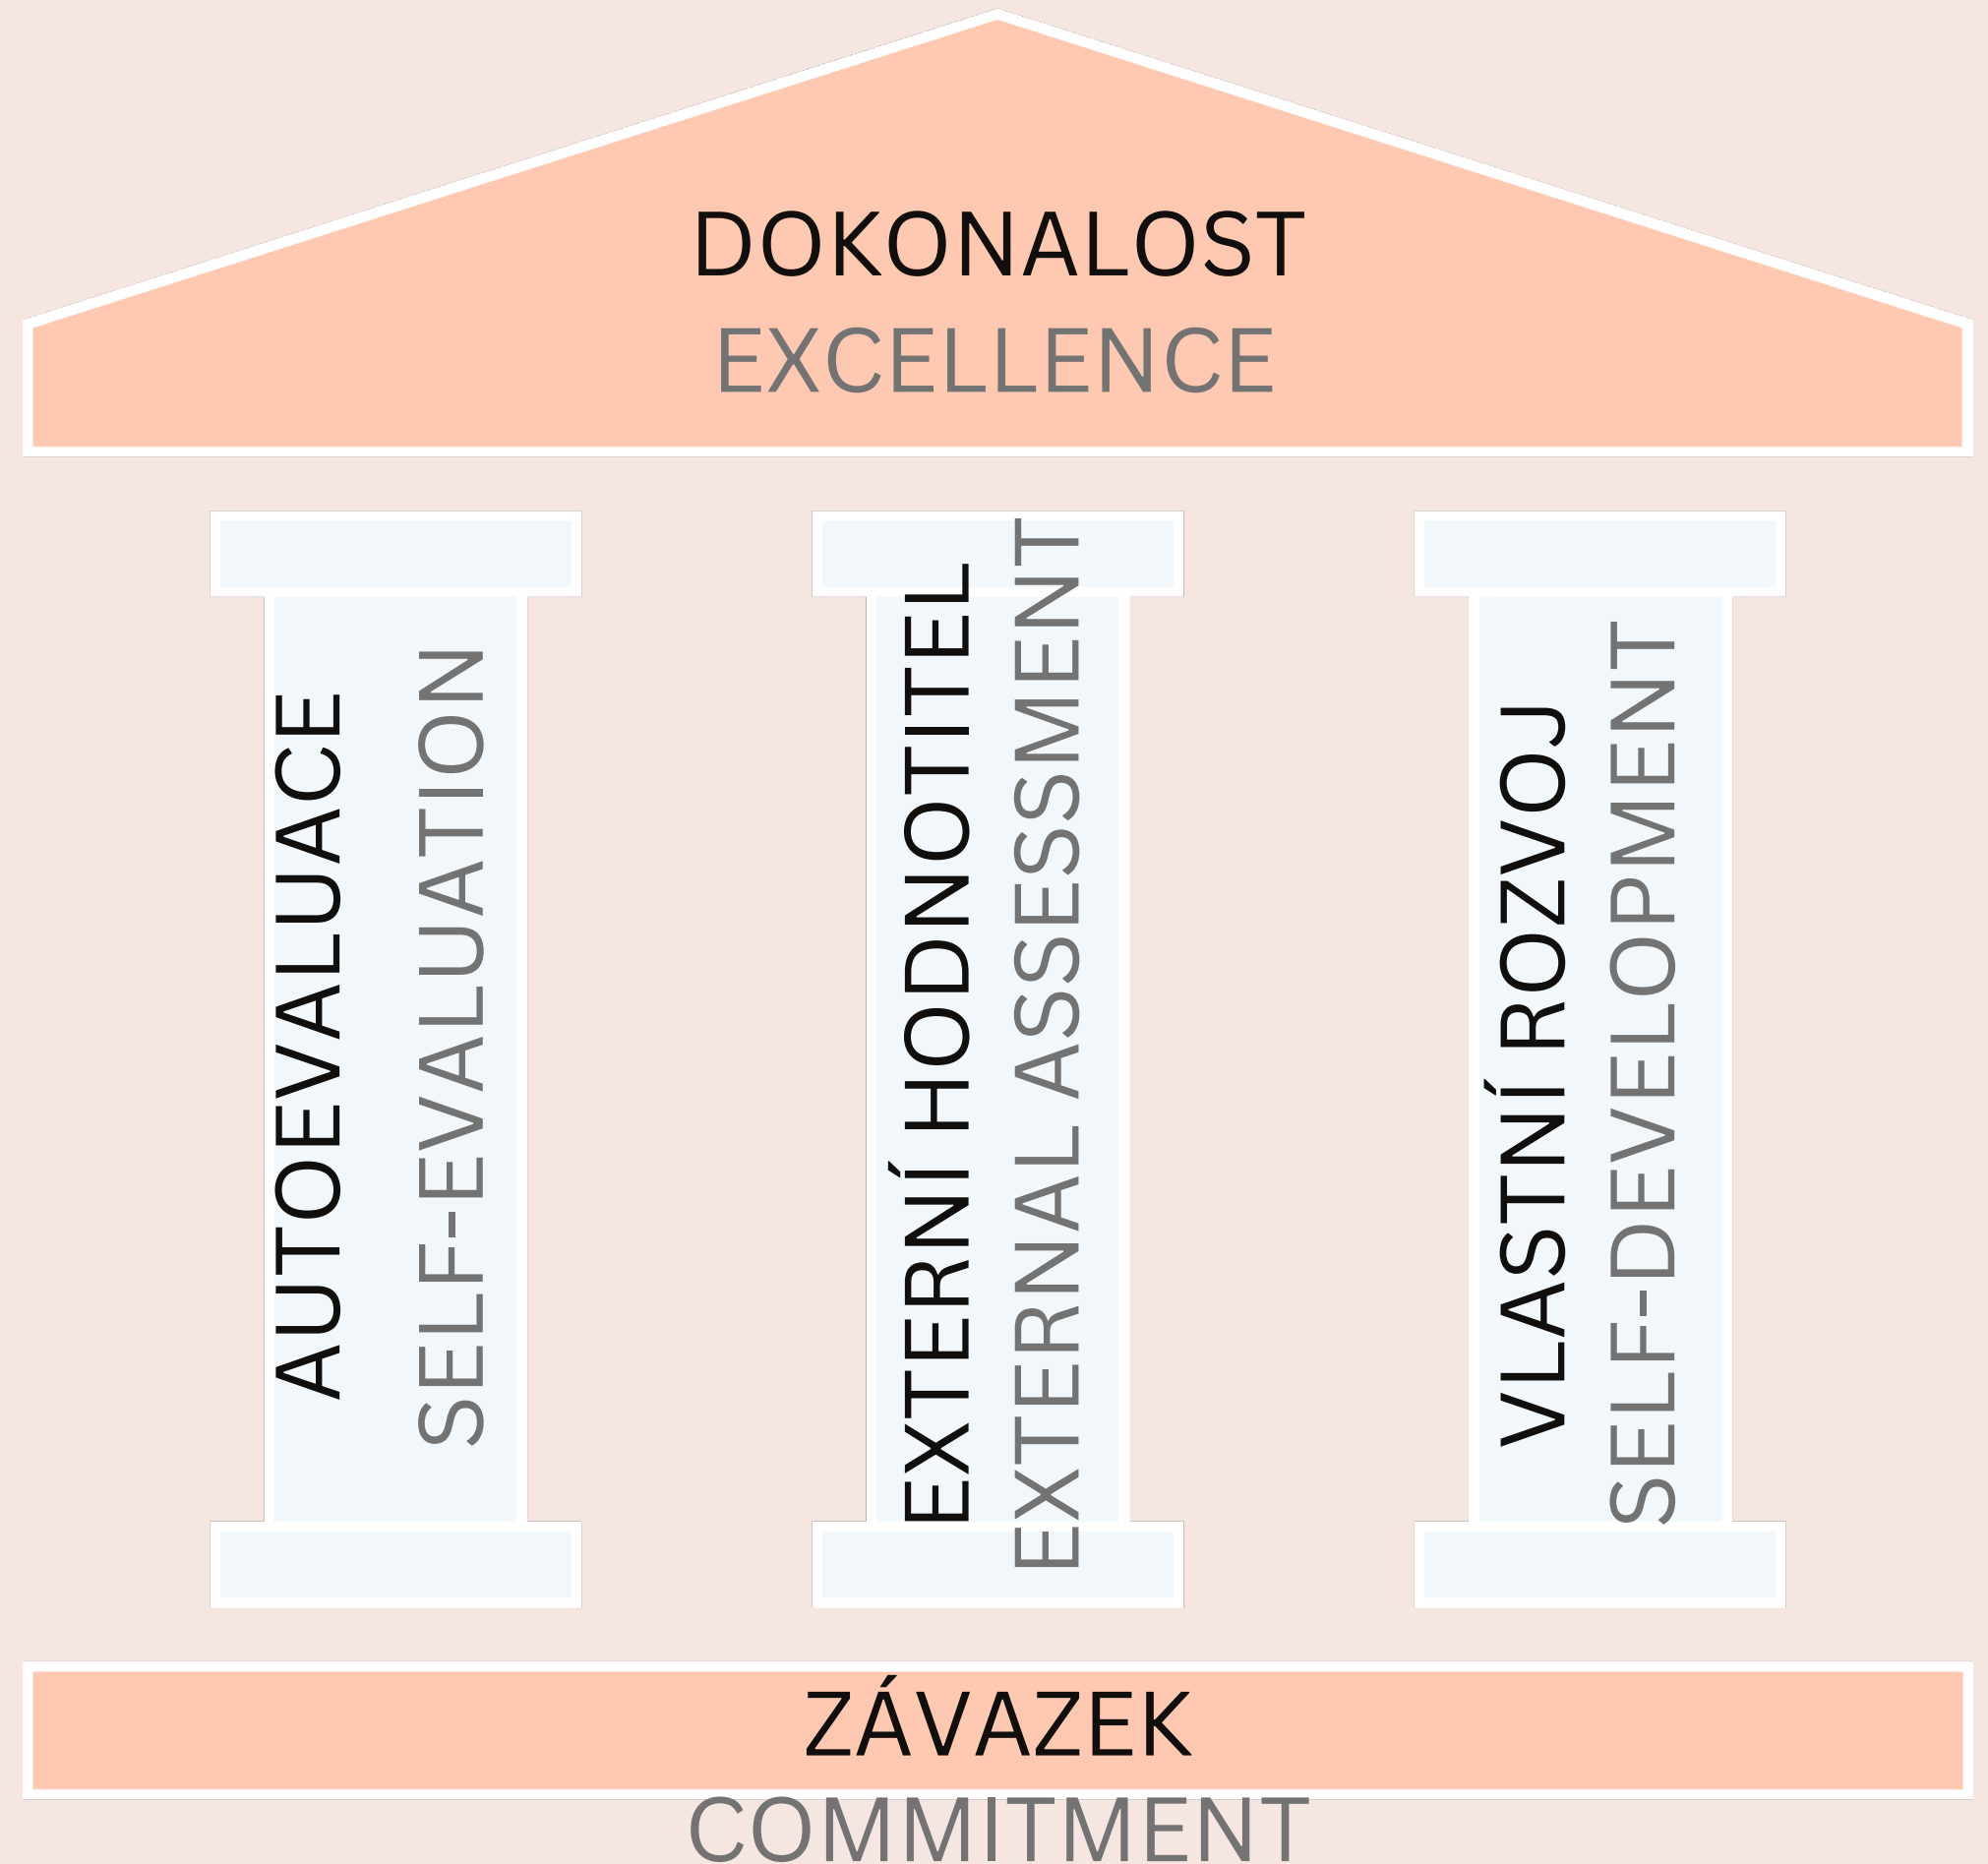 DOKONALOST
EXCELLENCE
AUTOEVALUACE
SELF-EVALUATION
EXTERNÍ HODNOTITEL
EXTERNAL ASSESSMENT
VLASTNÍ ROZVOJ
SELF-DEVELOPMENT
ZÁVAZEK
COMMITMENT